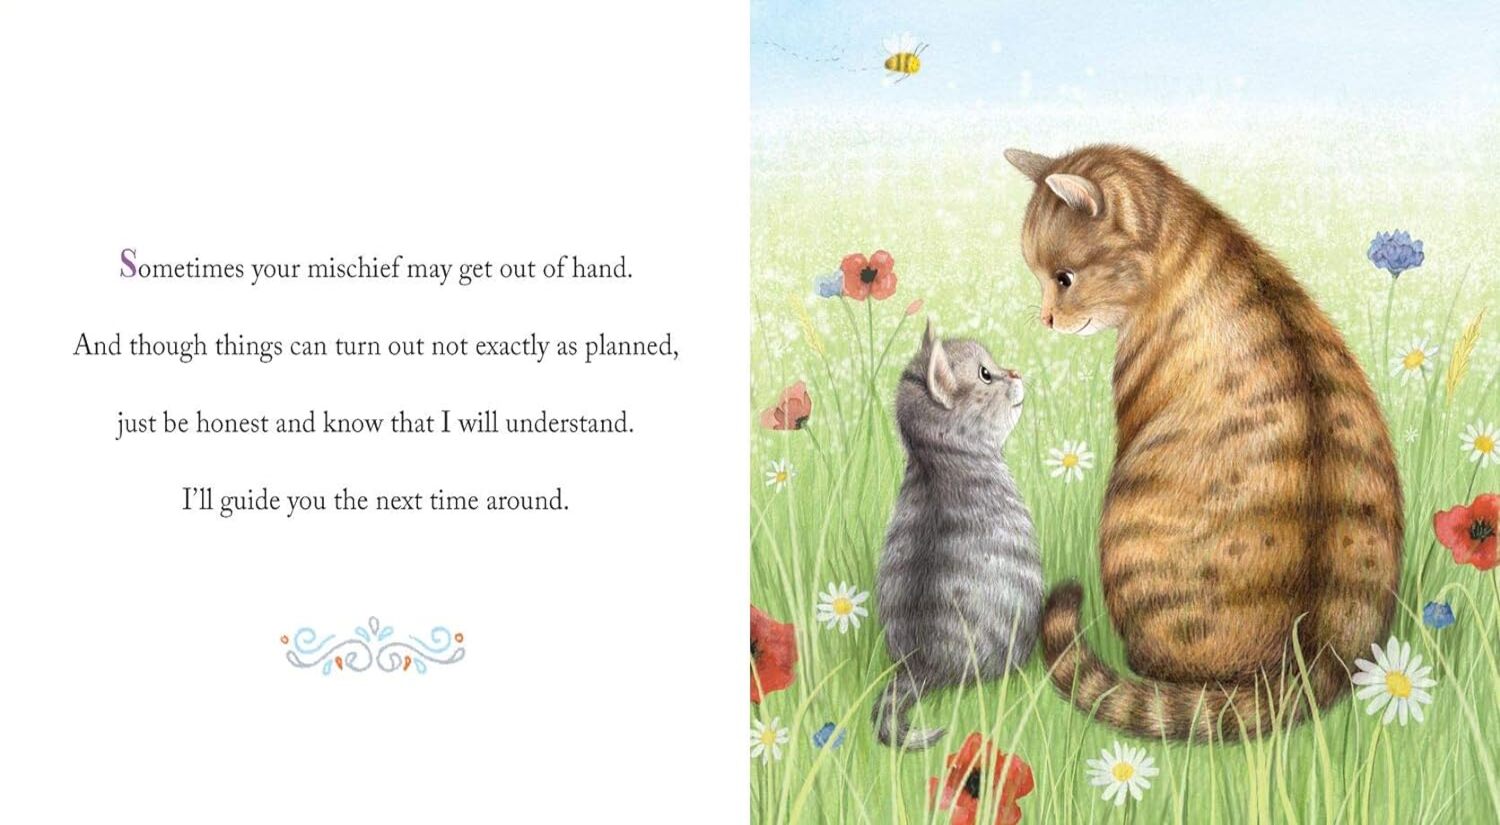 Sometimes your mischief may get out of hand.
And though things can turn out not exactly as planned,
just be honest and know that I will understand.
I’ll guide you the next time around.